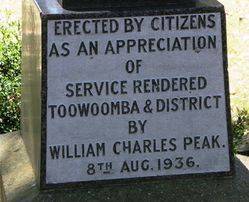 ERECTED BY CITIZENS
AS AN APPRECIATION
OF
SERVICE RENDERED
TOOWOOMBA & DISTRICT
BY
WILLIAM CHARLES PEAK.
8TH AUG. 1936.